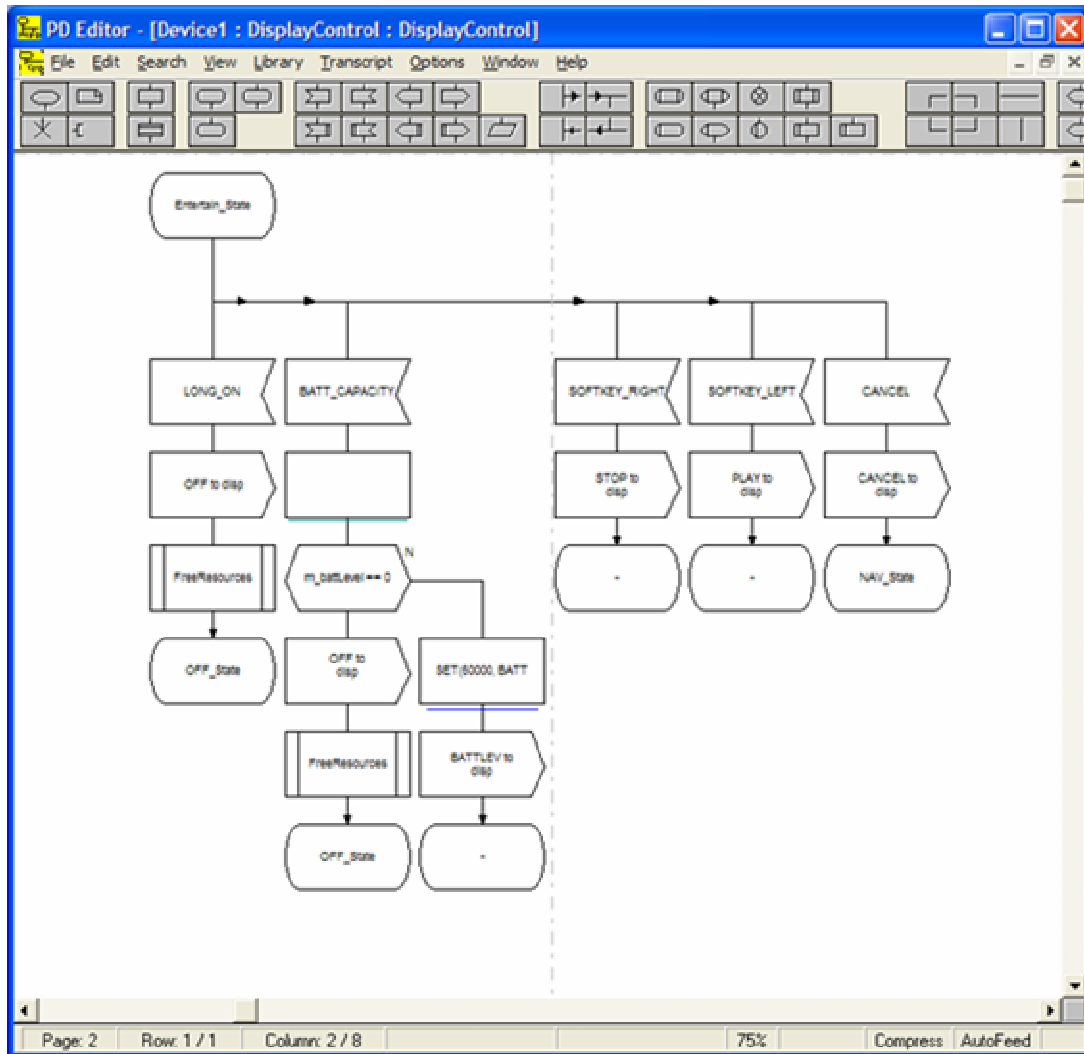 PD Editor - [Device1 : DisplayControl : DisplayControl]
File Edit Search View Library Transcript Options Window Help
Entertain_State
LONG_ON
BATT_CAPACITY
SOFTKEY_RIGHT
SOFTKEY_LEFT
CANCEL
OFF to disp
STOP to
disp
PLAY to
disp
CANCEL to
disp
FreeResources
m_battLevel == 0
N
-
-
NAV_State
OFF_State
OFF to
disp
SET(60000, BATT
FreeResources
BATTLEV to
disp
OFF_State
-
Page: 2 Row: 1 / 1 Column: 2 / 8 75% Compress AutoFeed